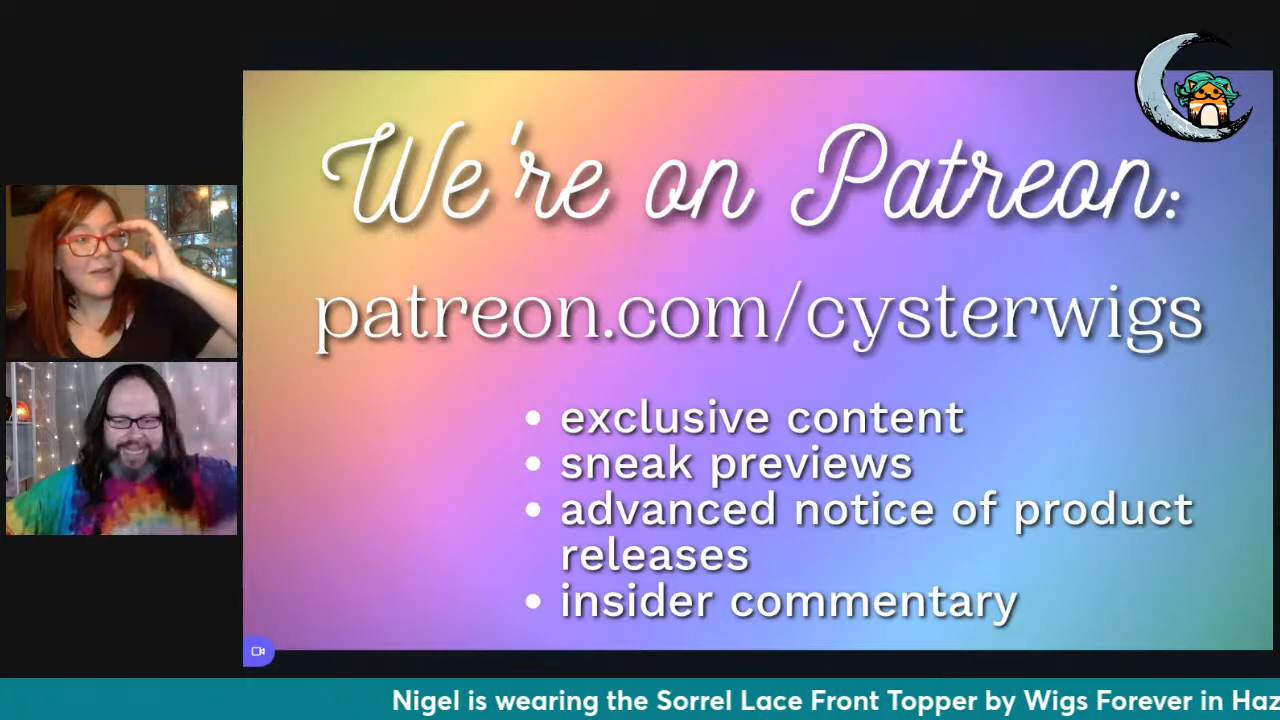 We're on Patreon:
patreon.com/cysterwigs
• exclusive content
• sneak previews
• advanced notice of product
releases
• insider commentary
Nigel is wearing the Sorrel Lace Front Topper by Wigs Forever in Haz